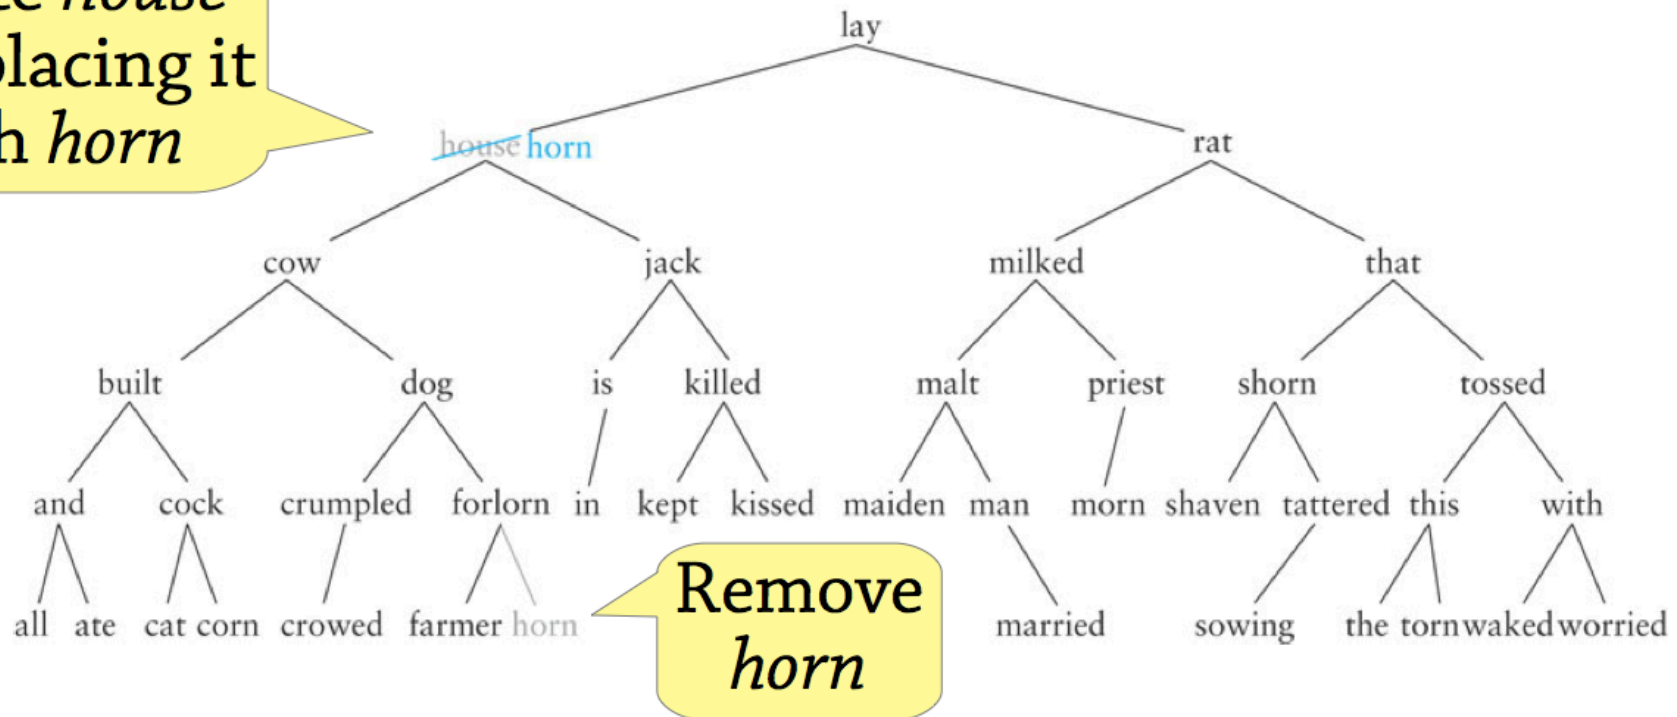 house
placing it
h horn
lay
house horn
rat
cow
jack
milked
that
built
dog
is
killed
malt
priest
shorn
tossed
and
cock
crumpled
forlorn
in
kept
kissed
maiden
man
morn
shaven
tattered
this
with
all
ate
cat
corn
crowed
farmer
horn
married
sowing
the
torn
waked
worried
Remove
horn